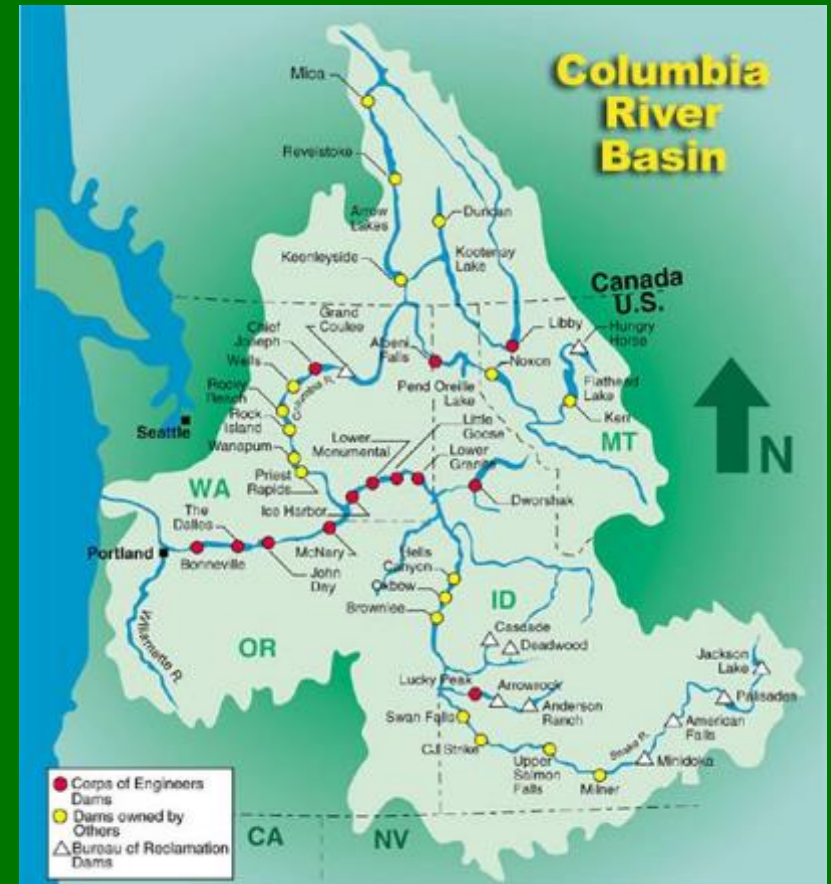 Columbia
River
Basin
Mica
Revelstoke
Arrow
Lakes
Duncan
Kootenay
Lake
Keenleyside
Canada
U.S.
Grand
Coulee
Chief
Joseph
Albeni
Falls
Libby
Hungry
Horse
Wells
Columbia R.
Noxon
Rocky
Reach
Pend Oreille
Lake
Flathead
Lake
Rock
Island
Kerr
Seattle
Little
Goose
Lower
Monumental
Lower
Granite
Wanapum
MT
N
WA
Priest
Rapids
Ice Harbor
Dworshak
The
Dalles
Portland
Bonneville
McNary
John
Day
Hells
Canyon
Oxbow
Brownlee
ID
Willamette R.
OR
Cascade
Deadwood
Jackson
Lake
Lucky Peak
Arrowrock
Palisades
Anderson
Ranch
Swan Falls
American
Falls
CJ Strike
Upper
Salmon
Falls
Snake R.
Minidoka
Milner
Corps of Engineers
Dams
Dams owned by
Others
Bureau of Reclamation
Dams
CA
NV